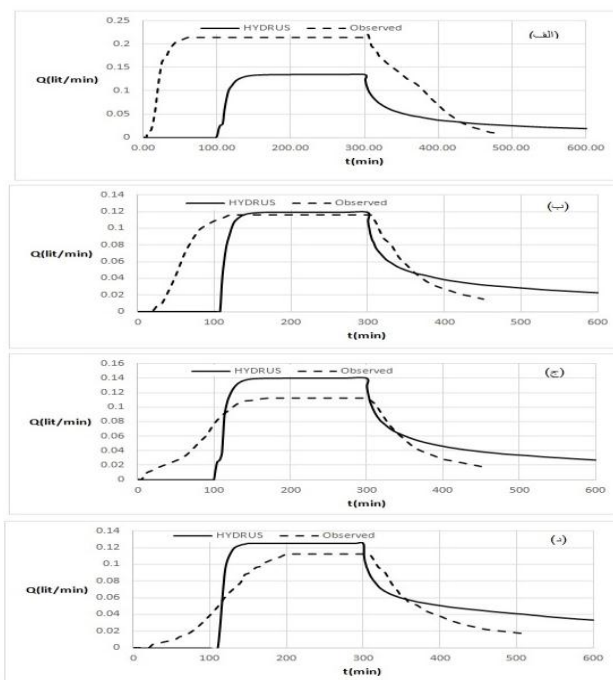 HYDRUS Observed
(الف)
Q(lit/min)
0.25
0.2
0.15
0.1
0.05
0
0.00 100.00 200.00 300.00 400.00 500.00 600.00
t(min)
HYDRUS Observed
(ب)
Q(lit/min)
0.14
0.12
0.1
0.08
0.06
0.04
0.02
0
0 100 200 300 400 500 600
t(min)
HYDRUS Observed
(ج)
Q(lit/min)
0.16
0.14
0.12
0.1
0.08
0.06
0.04
0.02
0
0 100 200 300 400 500 600
t(min)
HYDRUS Observed
(د)
Q(lit/min)
0.14
0.12
0.1
0.08
0.06
0.04
0.02
0
0 100 200 300 400 500 600
t(min)